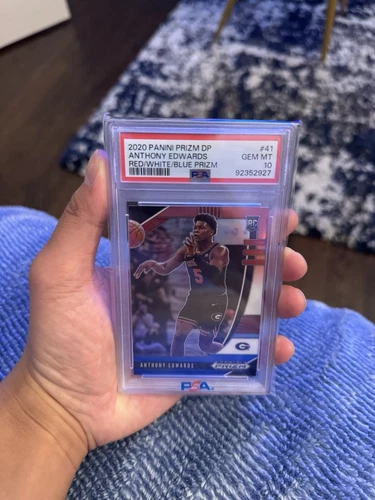 2020 PANINI PRIZM DP #41
ANTHONY EDWARDS GEM MT
RED/WHITE/BLUE PRIZM 10
PSA 92352927
RC
5
G
ANTHONY EDWARDS PRIZM
PSA